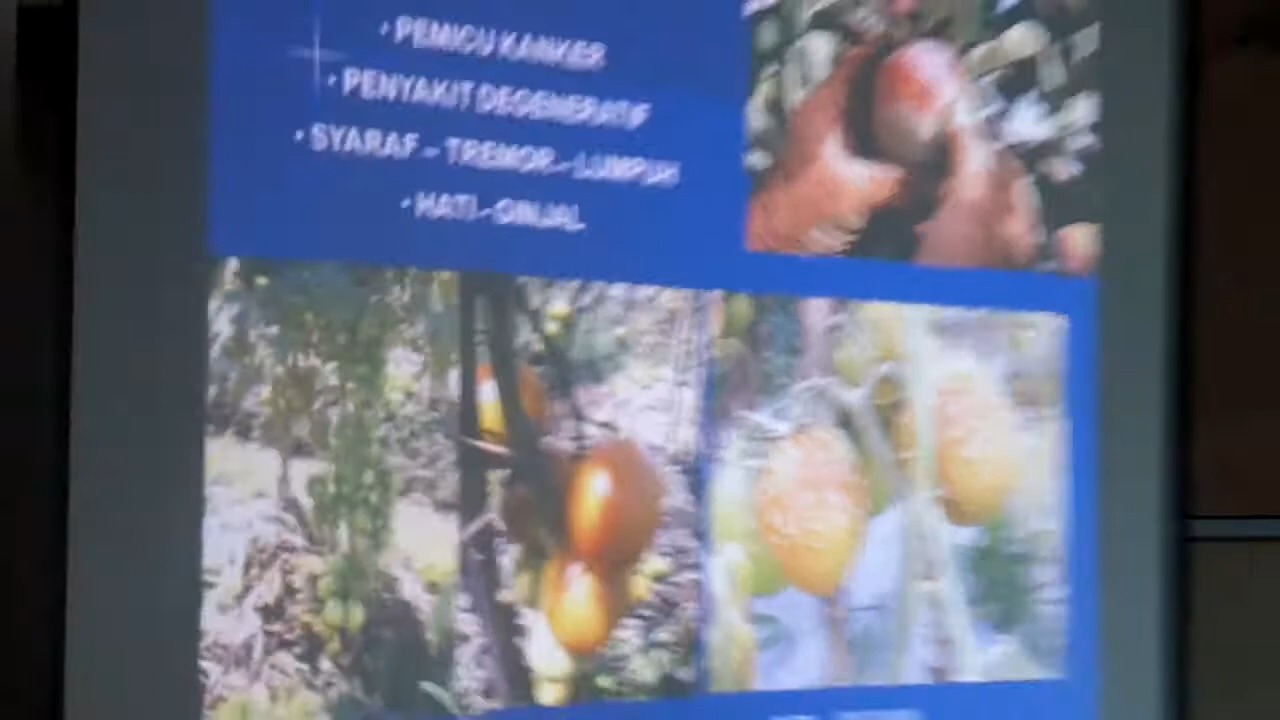 • PEMICU KANKER
• PENYAKIT DEGENERATIF
• SYARAF - TREMOR - LUMPUH
• HATI - GINJAL